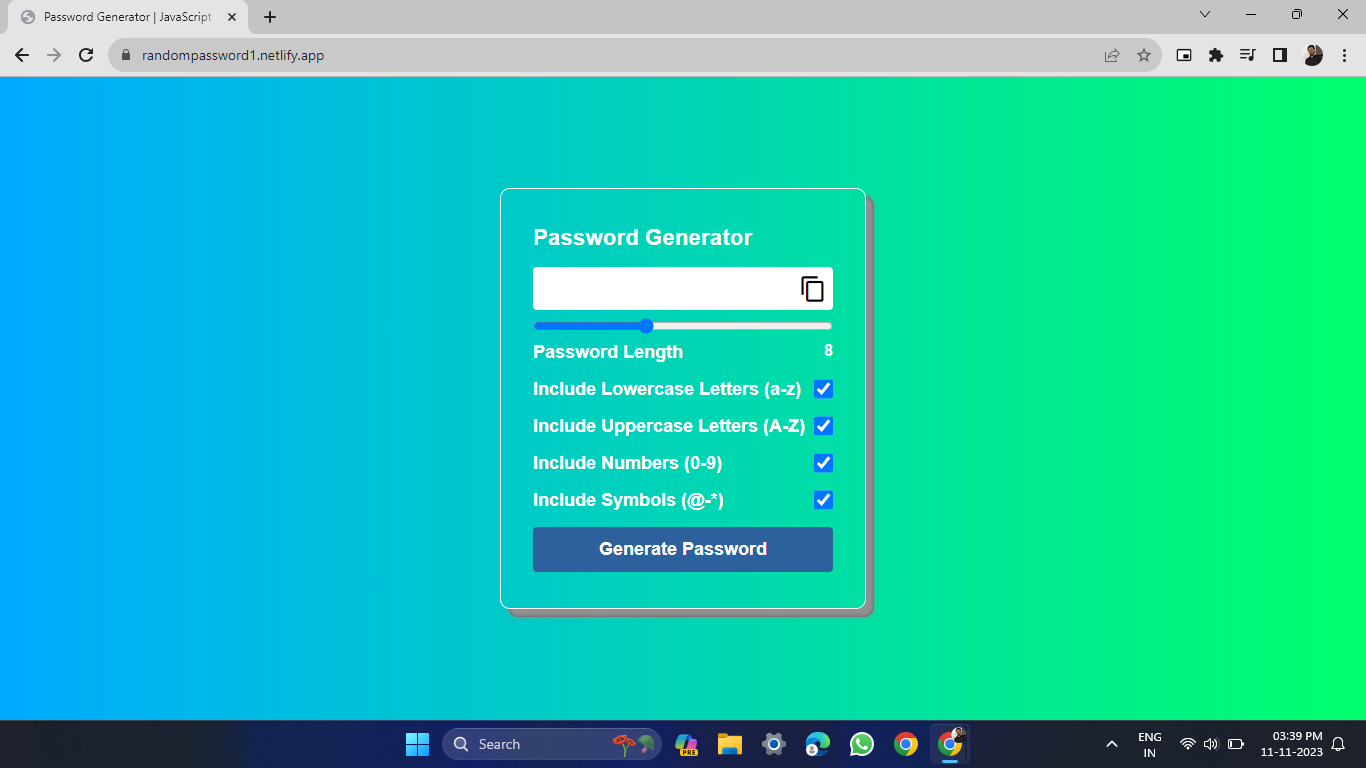 Password Generator | JavaScript
randompassword1.netlify.app
Password Generator
Password Length 8
Include Lowercase Letters (a-z)
Include Uppercase Letters (A-Z)
Include Numbers (0-9)
Include Symbols (@-*)
Generate Password
Search
PRE
ENG
IN
03:39 PM
11-11-2023